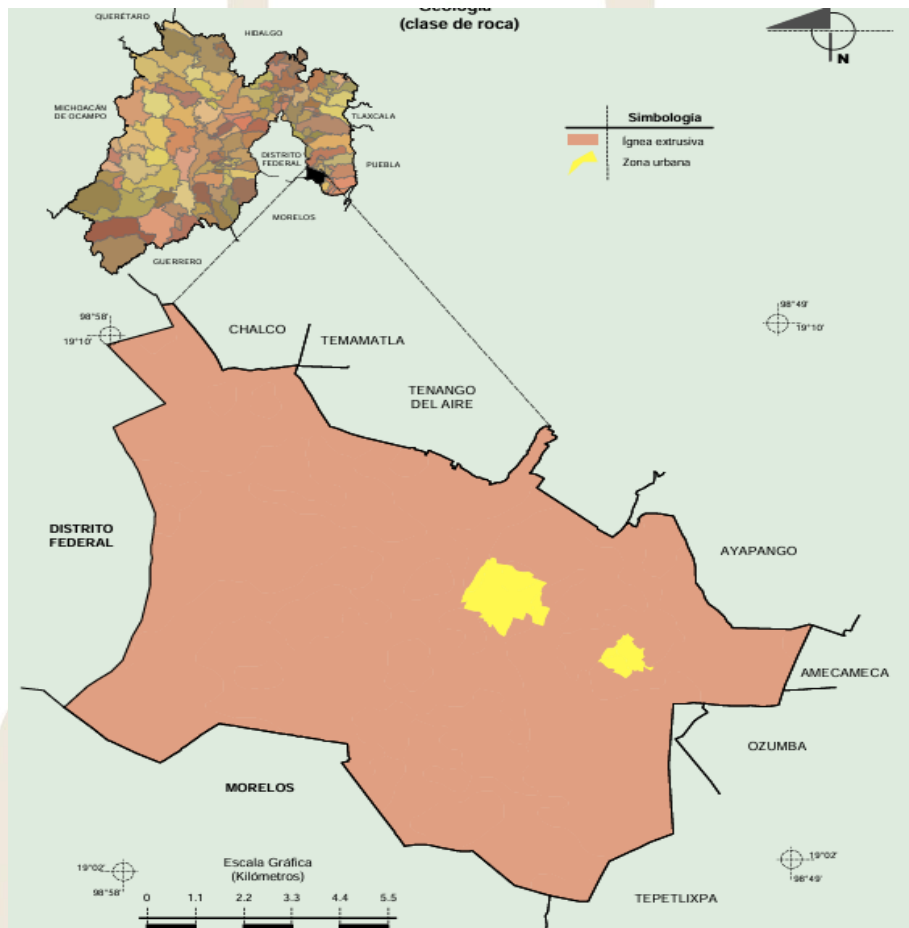 Geología
(clase de roca)
QUERÉTARO
HIDALGO
MICHOACÁN
DE OCAMPO
TLAXCALA
DISTRITO
FEDERAL
PUEBLA
MORELOS
GUERRERO
N
Simbología
Ígnea extrusiva
Zona urbana
98°58'
19°10'
98°49'
19°10'
CHALCO
TEMAMATLA
TENANGO
DEL AIRE
DISTRITO
FEDERAL
AYAPANGO
AMECAMECA
OZUMBA
MORELOS
TEPETLIXPA
19°02'
98°58'
19°02'
98°49'
Escala Gráfica
(Kilómetros)
0 1.1 2.2 3.3 4.4 5.5